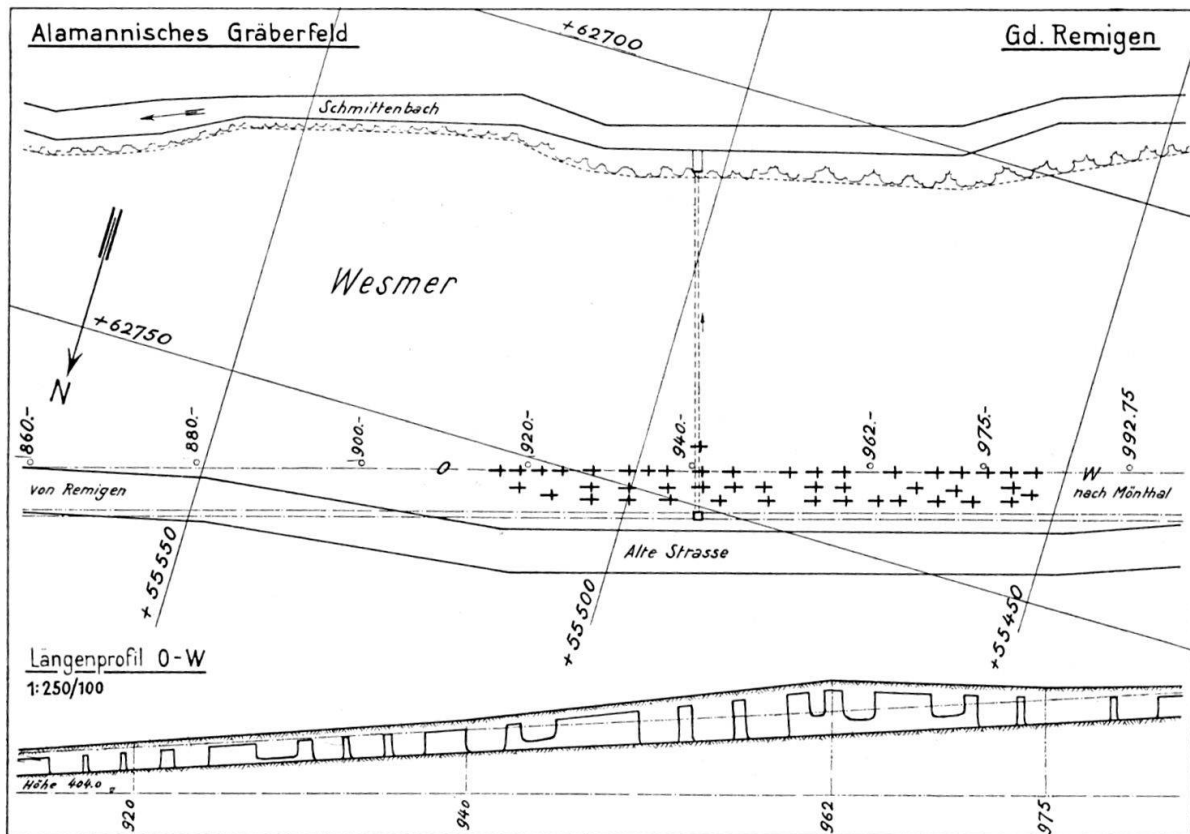 Alamannisches Gräberfeld
Gd. Remigen
+62700
Schmittenbach
Wesmer
+62750
N
860.-
880.-
900.-
920.-
940.-
962.-
975.-
992.75
O
W
von Remigen
nach Mönthal
Alte Strasse
+55550
+55500
+55450
Längenprofil O-W
1:250/100
Höhe 404.0
920
940
962
975